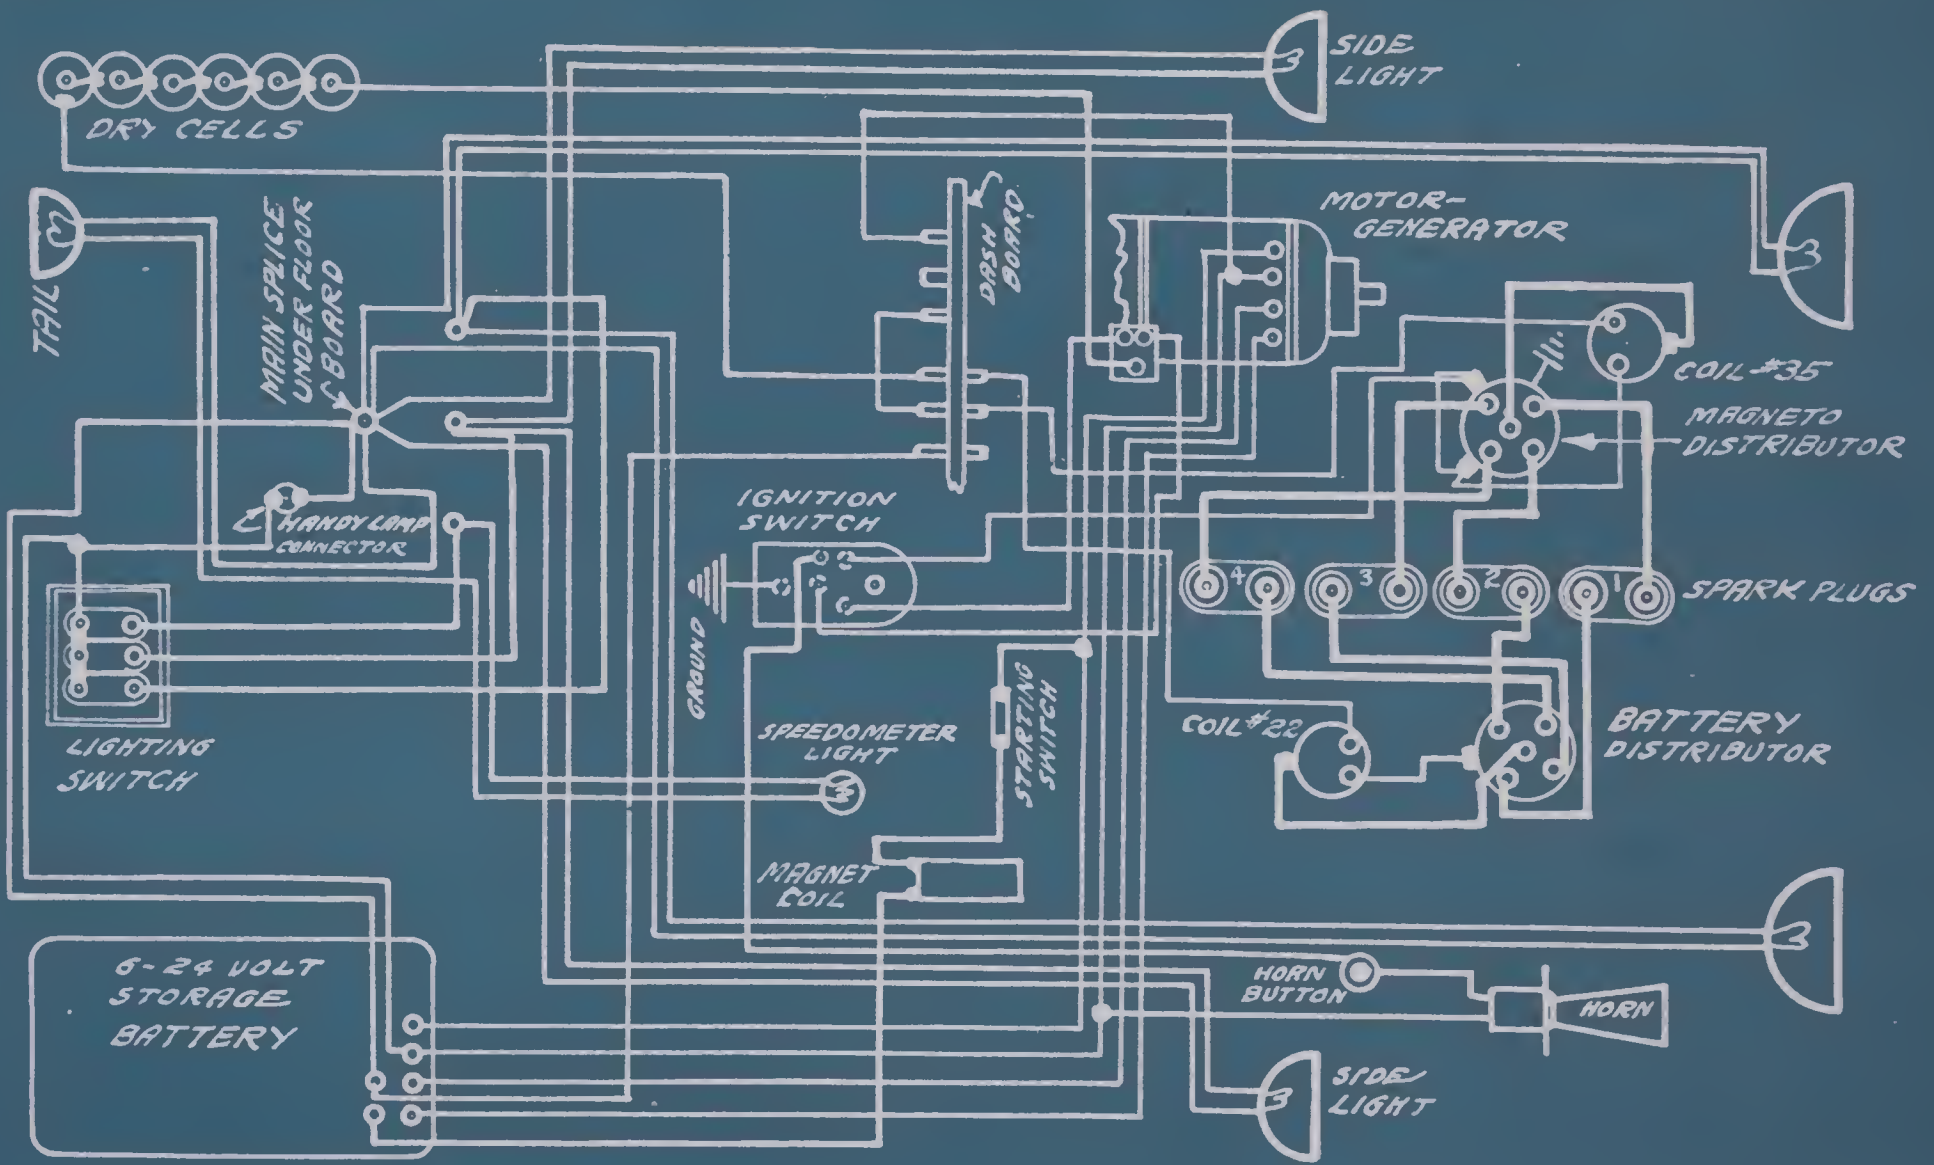 SIDE
LIGHT
DRY CELLS
TAIL
MAIN SPLICE
UNDER FLOOR
BOARD
DASH
BOARD
MOTOR-
GENERATOR
COIL-#35
MAGNETO
DISTRIBUTOR
IGNITION
SWITCH
HANDY LAMP
CONNECTOR
4
3
2
1
SPARK PLUGS
GROUND
LIGHTING
SWITCH
SPEEDOMETER
LIGHT
STARTING
SWITCH
COIL #22
BATTERY
DISTRIBUTOR
MAGNET
COIL
6-24 VOLT
STORAGE
BATTERY
HORN
BUTTON
HORN
SIDE
LIGHT